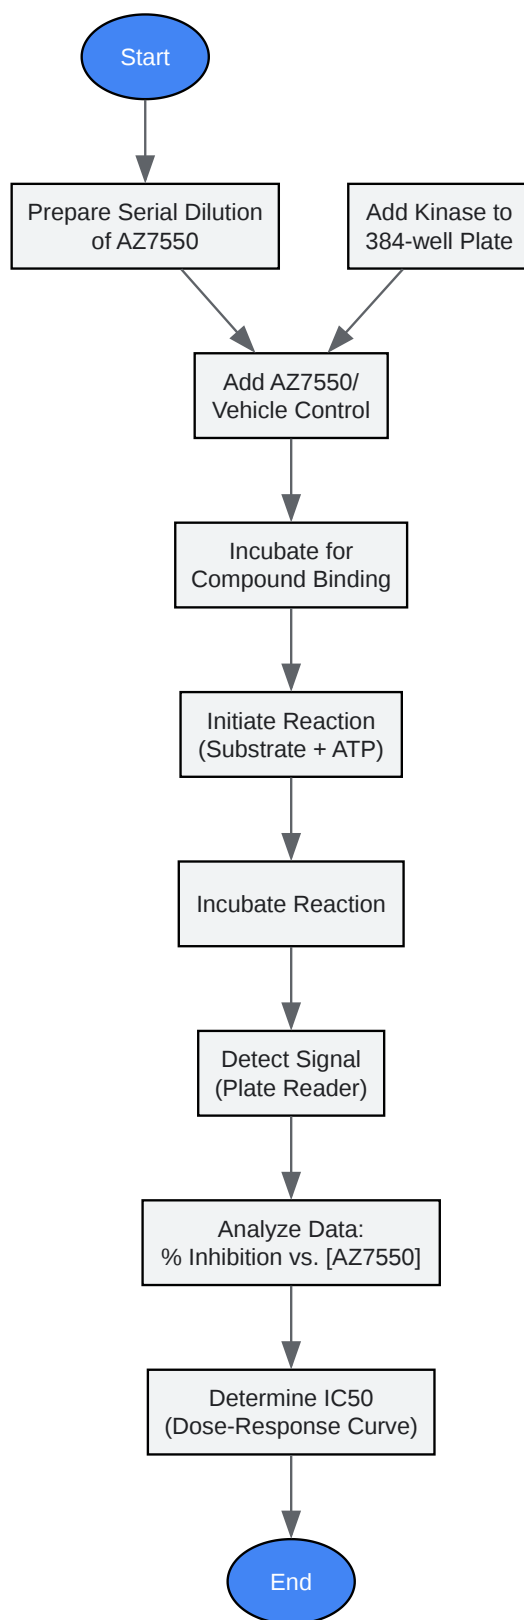 Start
Prepare Serial Dilution
of AZ7550
Add Kinase to
384-well Plate
Add AZ7550/
Vehicle Control
Incubate for
Compound Binding
Initiate Reaction
(Substrate + ATP)
Incubate Reaction
Detect Signal
(Plate Reader)
Analyze Data:
% Inhibition vs. [AZ7550]
Determine IC50
(Dose-Response Curve)
End